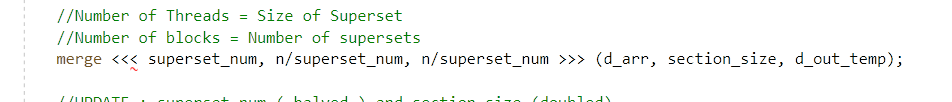 //Number of Threads = Size of Superset
//Number of blocks = Number of supersets
merge <<< superset_num, n/superset_num, n/superset_num >>> (d_arr, section_size, d_out_temp);
//UPDATE : superset_num ( halved ) and section_size (doubled)